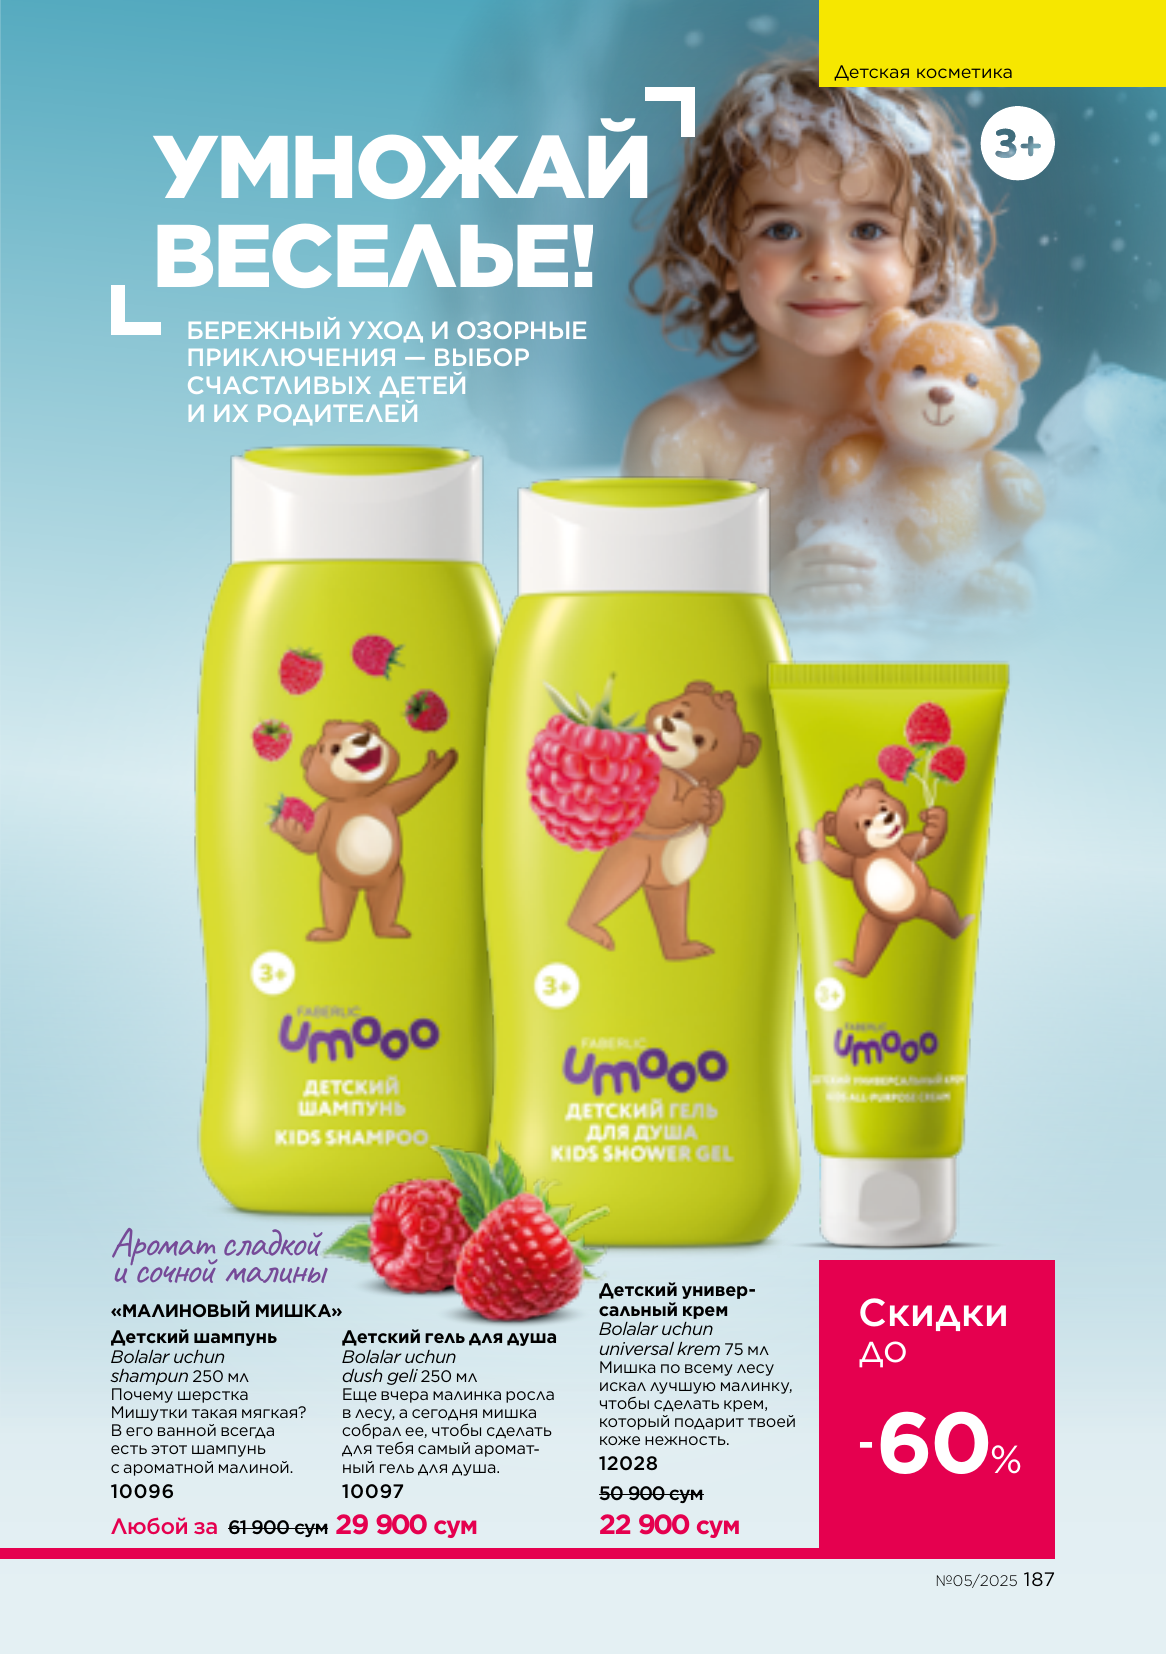 Детская косметика
3+
УМНОЖАЙ
ВЕСЕЛЬЕ!
БЕРЕЖНЫЙ УХОД И ОЗОРНЫЕ
ПРИКЛЮЧЕНИЯ — ВЫБОР
СЧАСТЛИВЫХ ДЕТЕЙ
И ИХ РОДИТЕЛЕЙ
3+
FABERLIC
umooo
ДЕТСКИЙ
ШАМПУНЬ
KIDS SHAMPOO
3+
FABERLIC
umooo
ДЕТСКИЙ ГЕЛЬ
ДЛЯ ДУША
KIDS SHOWER GEL
3+
FABERLIC
umooo
ДЕТСКИЙ УНИВЕРСАЛЬНЫЙ КРЕМ
KIDS ALL-PURPOSE CREAM
Аромат сладкой
и сочной малины
«МАЛИНОВЫЙ МИШКА»
Детский шампунь
Bolalar uchun
shampun 250 мл
Почему шерстка
Мишутки такая мягкая?
В его ванной всегда
есть этот шампунь
с ароматной малиной.
10096
Детский гель для душа
Bolalar uchun
dush geli 250 мл
Еще вчера малинка росла
в лесу, а сегодня мишка
собрал ее, чтобы сделать
для тебя самый аромат-
ный гель для душа.
10097
Любой за 61 900 сум 29 900 сум
Детский универ-
сальный крем
Bolalar uchun
universal krem 75 мл
Мишка по всему лесу
искал лучшую малинку,
чтобы сделать крем,
который подарит твоей
коже нежность.
12028
50 900 сум
22 900 сум
Скидки
до
-60%
№05/2025 187